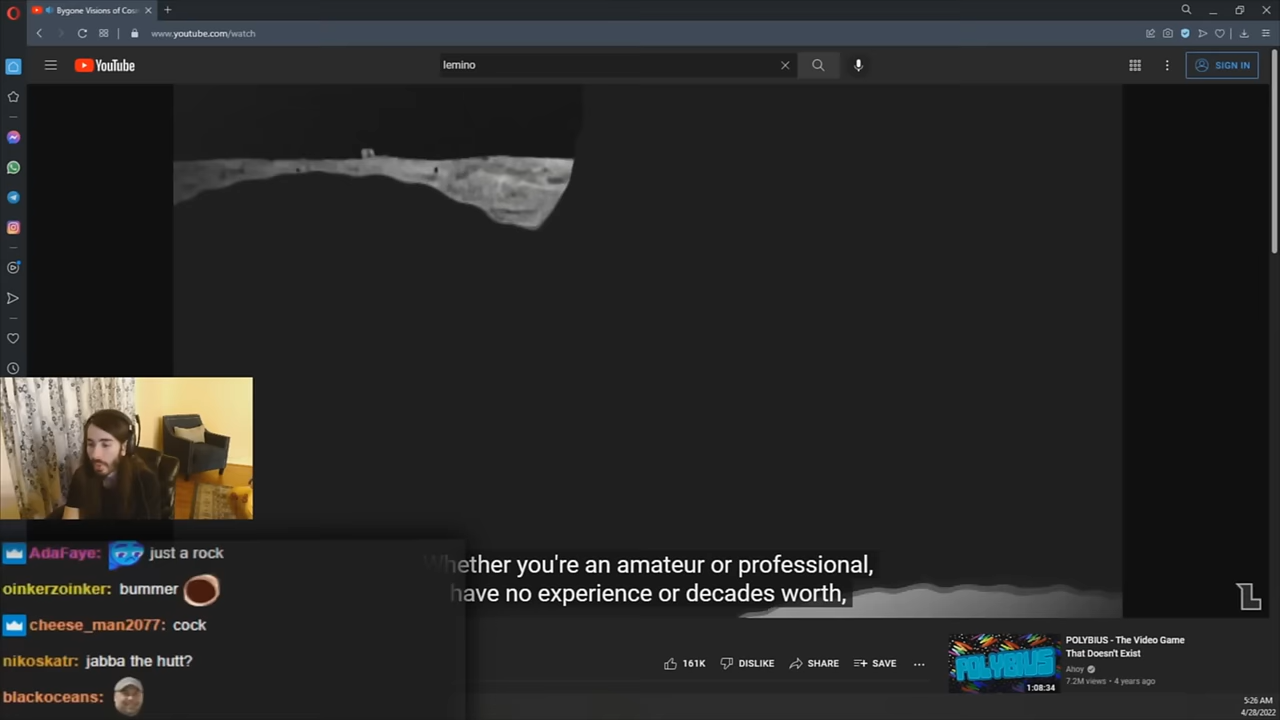 Bygone Visions of Cosm
www.youtube.com/watch
YouTube
lemino
SIGN IN
Whether you're an amateur or professional,
have no experience or decades worth,
AdaFaye: just a rock
oinkerzoinker: bummer
cheese_man2077: cock
nikoskatr: jabba the hutt?
blackoceans:
161K
DISLIKE
SHARE
SAVE
POLYBIUS - The Video Game
That Doesn't Exist
Ahoy
7.2M views • 4 years ago
POLYBIUS
1:08:34
5:26 AM
4/28/2022